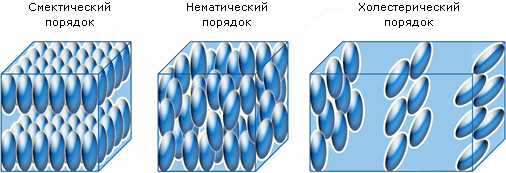 Смектический
порядок
Нематический
порядок
Холестерический
порядок